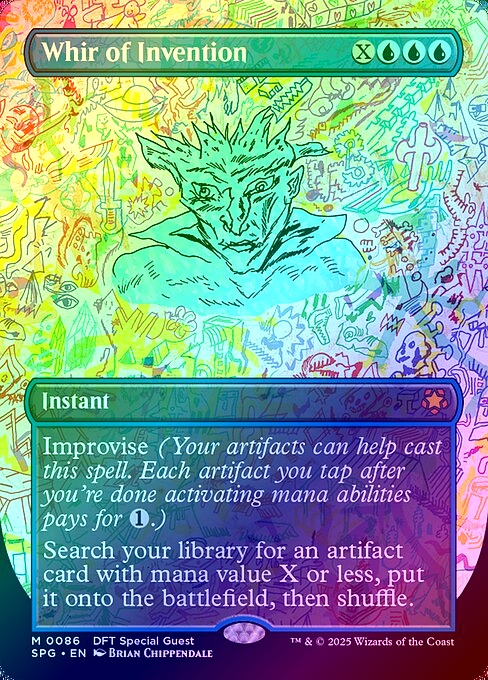 Whir of Invention X
Instant
Improvise (Your artifacts can help cast
this spell. Each artifact you tap after
you're done activating mana abilities
pays for 1.)
Search your library for an artifact
card with mana value X or less, put
it onto the battlefield, then shuffle.
M 0086 DFT Special Guest
SPG • EN Brian Chippendale
™ & © 2025 Wizards of the Coast